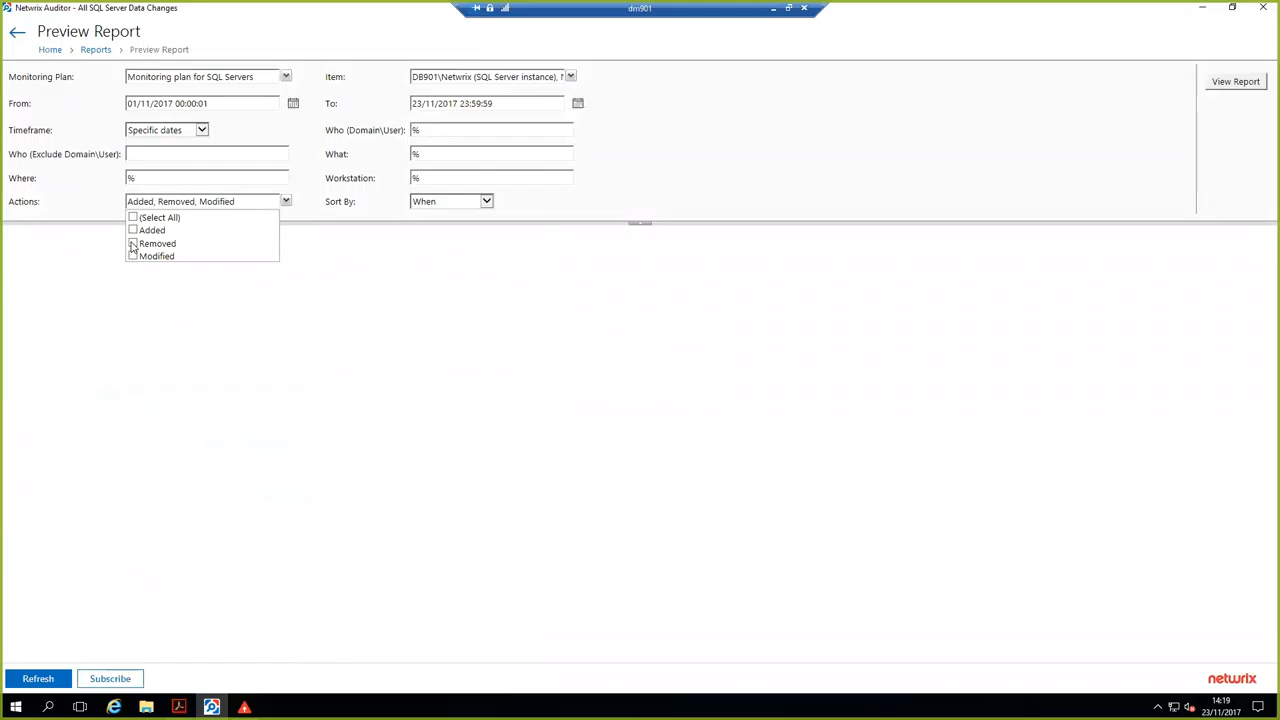 Netwrix Auditor - All SQL Server Data Changes
dm901
Preview Report
Home > Reports > Preview Report
Monitoring Plan: Monitoring plan for SQL Servers Item: DB901\Netwrix (SQL Server instance), View Report
From: 01/11/2017 00:00:01 To: 23/11/2017 23:59:59
Timeframe: Specific dates Who (Domain\User): %
Who (Exclude Domain\User): What: %
Where: % Workstation: %
Actions: Added, Removed, Modified Sort By: When
(Select All)
Added
Removed
Modified
Refresh Subscribe netwrix
14:19
23/11/2017